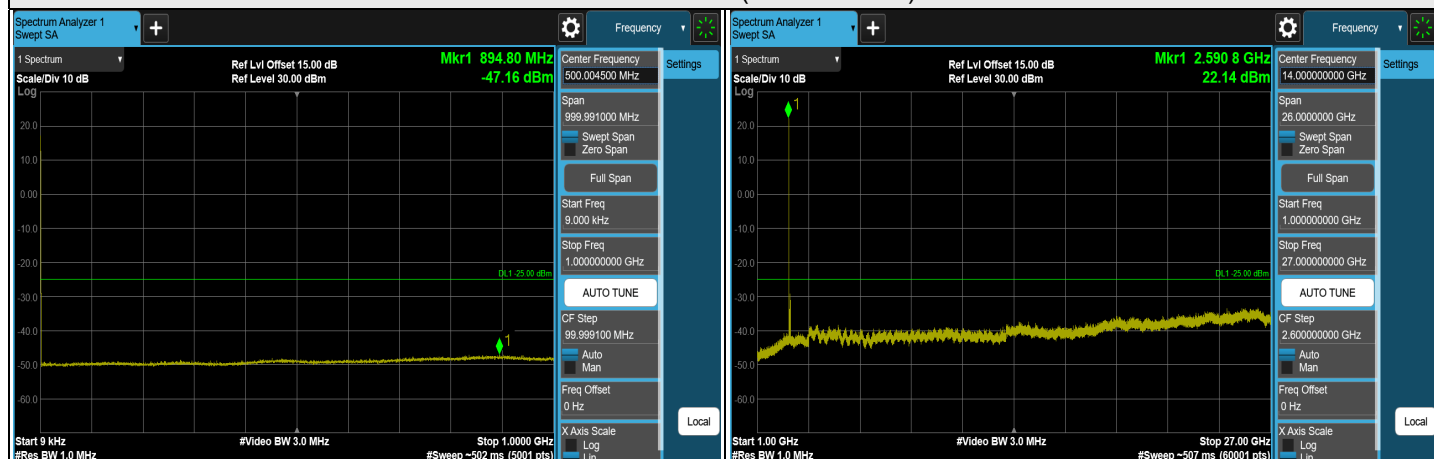 Spectrum Analyzer 1
Swept SA
+
Frequency
1 Spectrum
Scale/Div 10 dB
Log
Ref Lvl Offset 15.00 dB
Ref Level 30.00 dBm
Mkr1 894.80 MHz
-47.16 dBm
1
20.0
10.0
0.00
-10.0
-20.0
-30.0
-40.0
-50.0
-60.0
DL1 -25.00 dBm
Start 9 kHz
#Res BW 1.0 MHz
#Video BW 3.0 MHz
Stop 1.0000 GHz
#Sweep ~502 ms (5001 pts)
Center Frequency
500.004500 MHz
Span
999.991000 MHz
Swept Span
Zero Span
Full Span
Start Freq
9.000 kHz
Stop Freq
1.000000000 GHz
AUTO TUNE
CF Step
99.999100 MHz
Auto
Man
Freq Offset
0 Hz
X Axis Scale
Log
Lin
Settings
Local
Spectrum Analyzer 1
Swept SA
+
Frequency
1 Spectrum
Scale/Div 10 dB
Log
Ref Lvl Offset 15.00 dB
Ref Level 30.00 dBm
Mkr1 2.590 8 GHz
22.14 dBm
1
20.0
10.0
0.00
-10.0
-20.0
-30.0
-40.0
-50.0
-60.0
DL1 -25.00 dBm
Start 1.00 GHz
#Res BW 1.0 MHz
#Video BW 3.0 MHz
Stop 27.00 GHz
#Sweep ~507 ms (60001 pts)
Center Frequency
14.000000000 GHz
Span
26.0000000 GHz
Swept Span
Zero Span
Full Span
Start Freq
1.000000000 GHz
Stop Freq
27.000000000 GHz
AUTO TUNE
CF Step
2.600000000 GHz
Auto
Man
Freq Offset
0 Hz
X Axis Scale
Log
Lin
Settings
Local